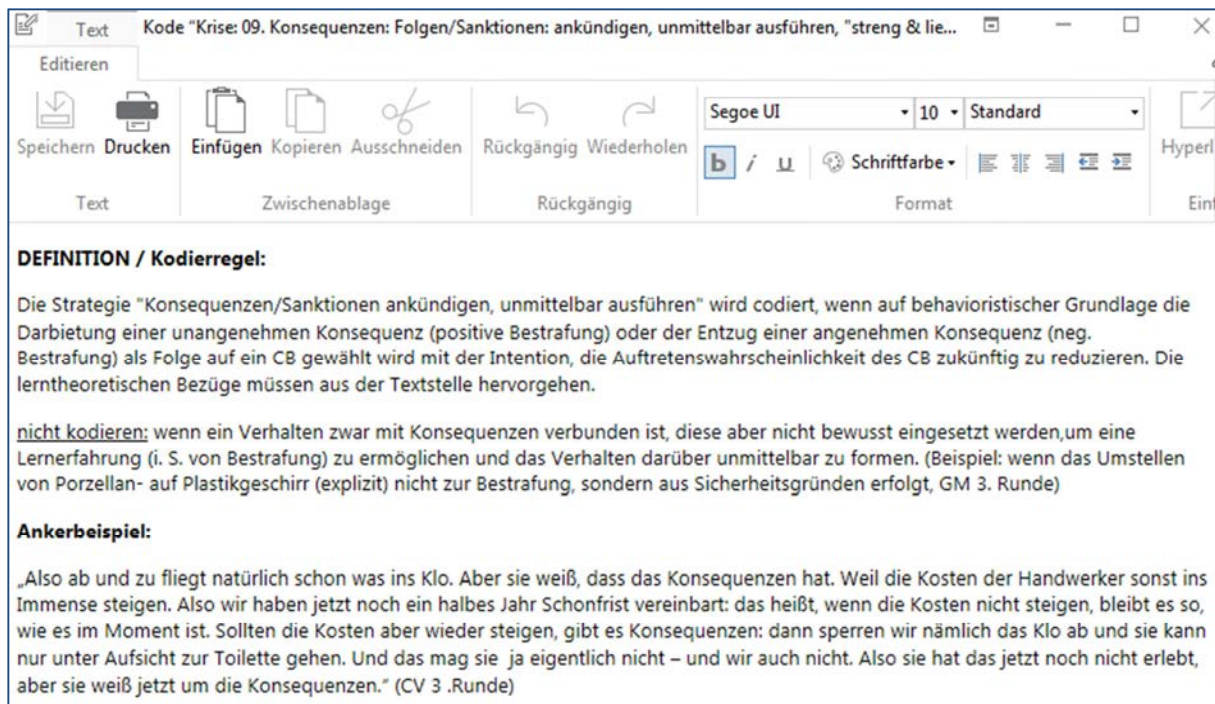 Text Kode "Krise: 09. Konsequenzen: Folgen/Sanktionen: ankündigen, unmittelbar ausführen, "streng & lie...
Editieren
Segoe UI 10 Standard
Speichern Drucken Einfügen Kopieren Ausschneiden Rückgängig Wiederholen Hyperl
b i u Schriftfarbe
Text Zwischenablage Rückgängig Format Einf
DEFINITION / Kodierregel:
Die Strategie "Konsequenzen/Sanktionen ankündigen, unmittelbar ausführen" wird codiert, wenn auf behavioristischer Grundlage die
Darbietung einer unangenehmen Konsequenz (positive Bestrafung) oder der Entzug einer angenehmen Konsequenz (neg.
Bestrafung) als Folge auf ein CB gewählt wird mit der Intention, die Auftretenswahrscheinlichkeit des CB zukünftig zu reduzieren. Die
lerntheoretischen Bezüge müssen aus der Textstelle hervorgehen.
nicht kodieren: wenn ein Verhalten zwar mit Konsequenzen verbunden ist, diese aber nicht bewusst eingesetzt werden,um eine
Lernerfahrung (i. S. von Bestrafung) zu ermöglichen und das Verhalten darüber unmittelbar zu formen. (Beispiel: wenn das Umstellen
von Porzellan- auf Plastikgeschirr (explizit) nicht zur Bestrafung, sondern aus Sicherheitsgründen erfolgt, GM 3. Runde)
Ankerbeispiel:
„Also ab und zu fliegt natürlich schon was ins Klo. Aber sie weiß, dass das Konsequenzen hat. Weil die Kosten der Handwerker sonst ins
Immense steigen. Also wir haben jetzt noch ein halbes Jahr Schonfrist vereinbart: das heißt, wenn die Kosten nicht steigen, bleibt es so,
wie es im Moment ist. Sollten die Kosten aber wieder steigen, gibt es Konsequenzen: dann sperren wir nämlich das Klo ab und sie kann
nur unter Aufsicht zur Toilette gehen. Und das mag sie ja eigentlich nicht – und wir auch nicht. Also sie hat das jetzt noch nicht erlebt,
aber sie weiß jetzt um die Konsequenzen." (CV 3 .Runde)